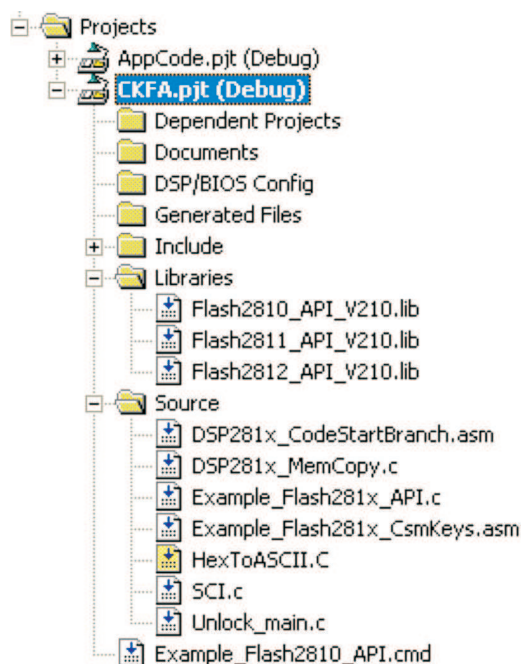 Projects
AppCode.pjt (Debug)
CKFA.pjt (Debug)
Dependent Projects
Documents
DSP/BIOS Config
Generated Files
Include
Libraries
Flash2810_API_V210.lib
Flash2811_API_V210.lib
Flash2812_API_V210.lib
Source
DSP281x_CodeStartBranch.asm
DSP281x_MemCopy.c
Example_Flash281x_API.c
Example_Flash281x_CsmKeys.asm
HexToASCII.C
SCI.c
Unlock_main.c
Example_Flash2810_API.cmd